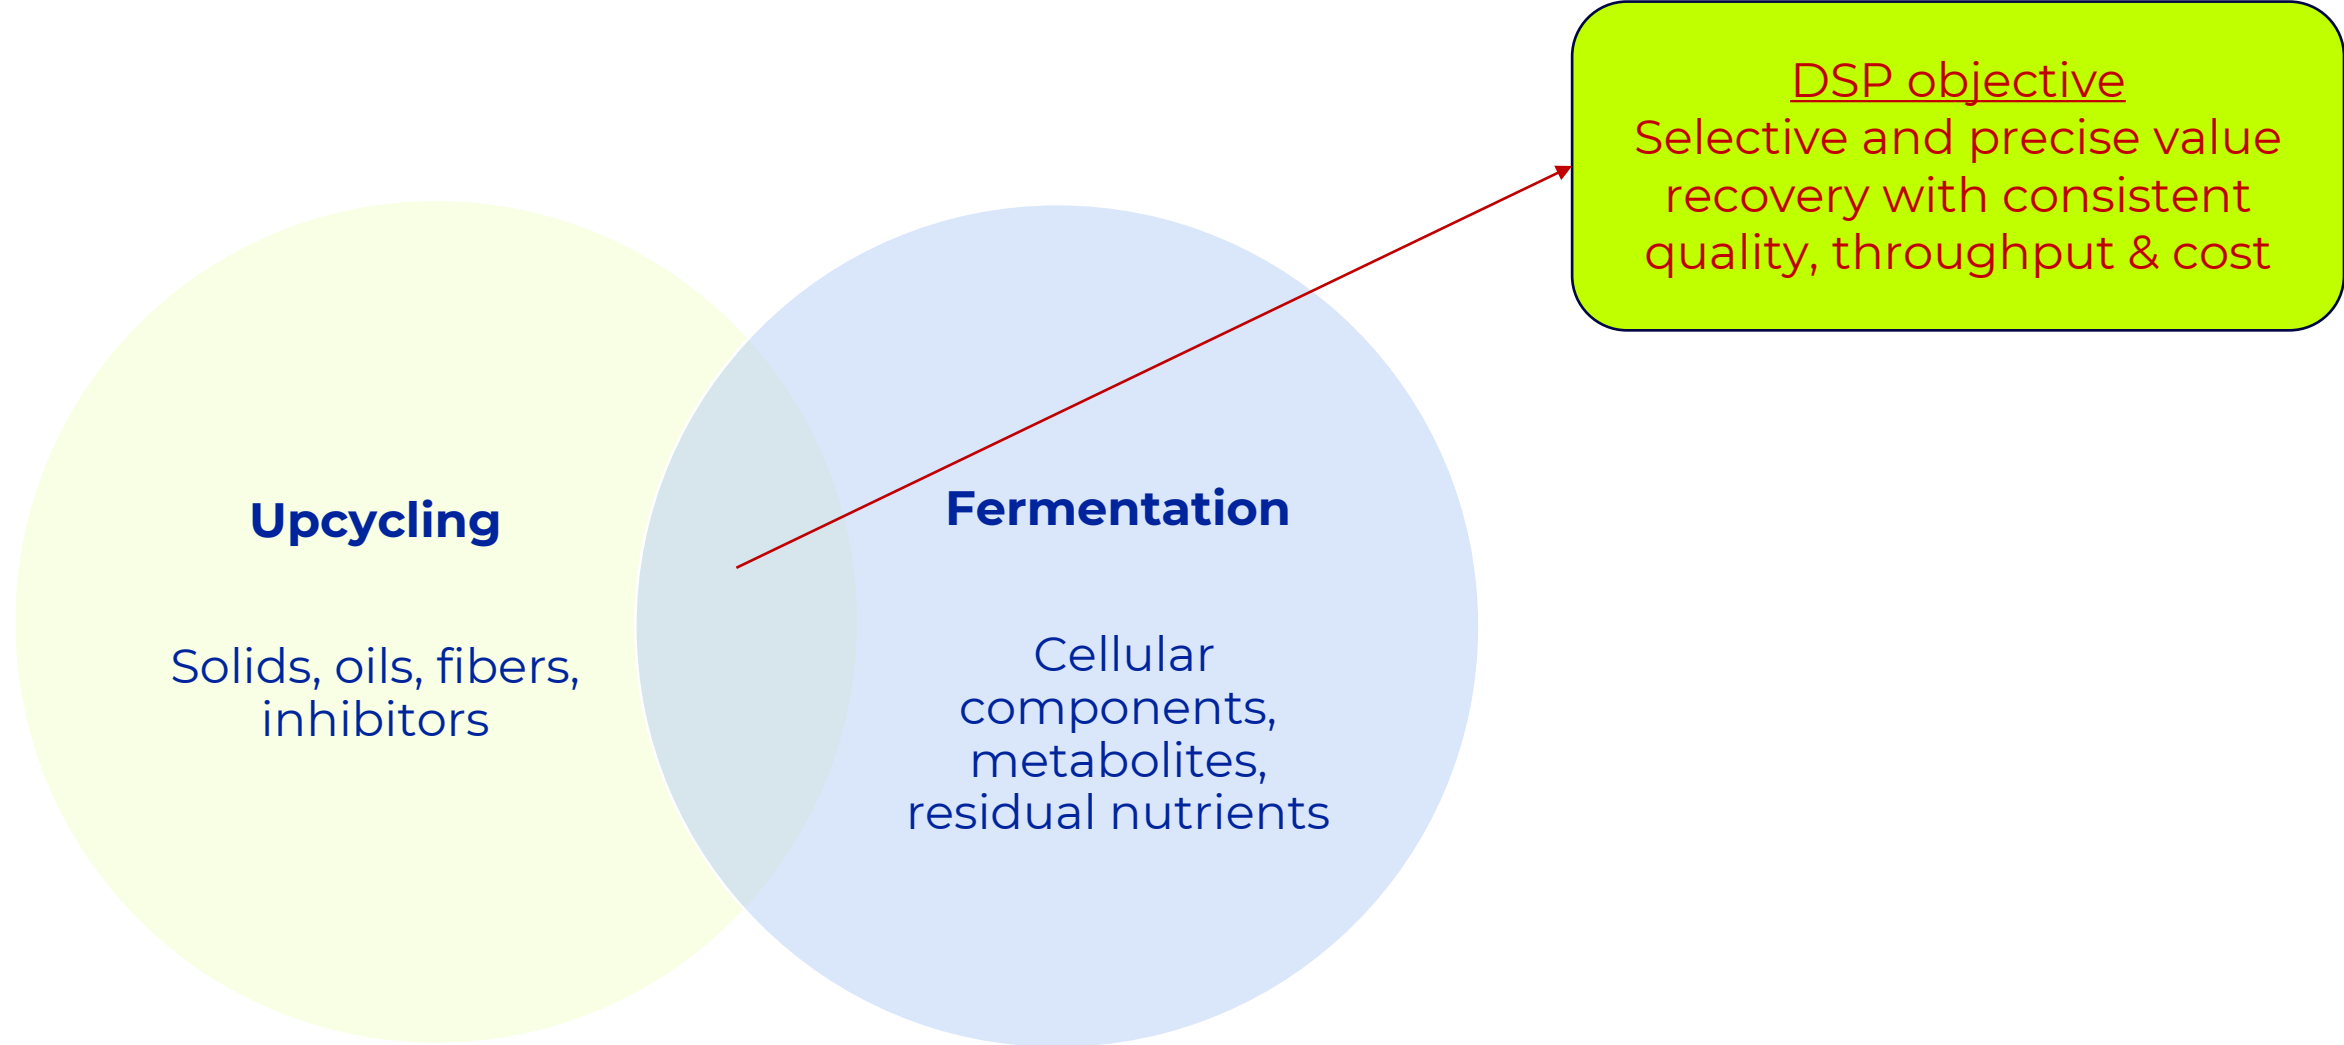 DSP objective
Selective and precise value
recovery with consistent
quality, throughput & cost
Upcycling
Solids, oils, fibers,
inhibitors
Fermentation
Cellular
components,
metabolites,
residual nutrients